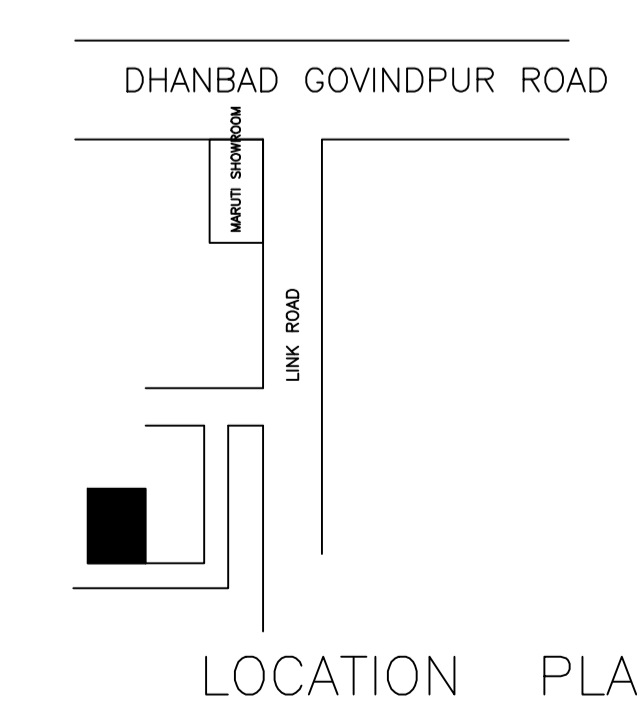 DHANBAD GOVINDPUR ROAD
MARUTI SHOWROOM
LINK ROAD
LOCATION PLA